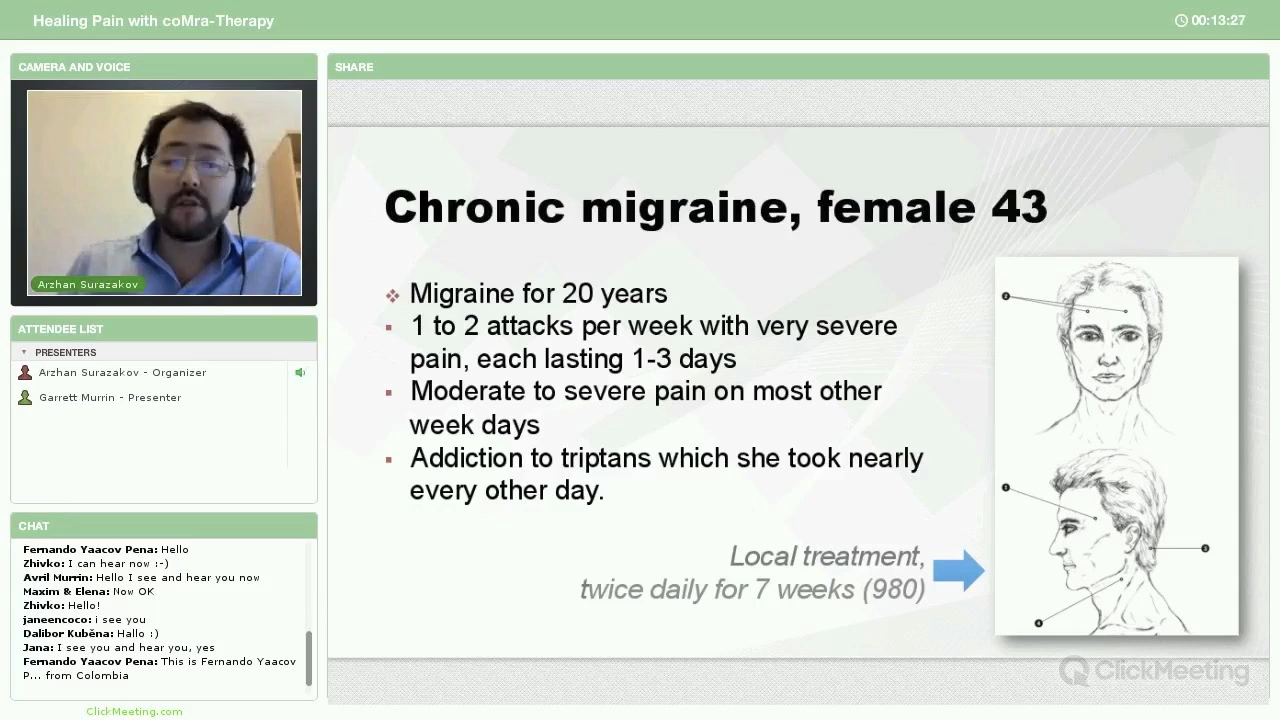 Healing Pain with coMra-Therapy
00:13:27
CAMERA AND VOICE
Arzhan Surazakov
ATTENDEE LIST
PRESENTERS
Arzhan Surazakov - Organizer
Garrett Murrin - Presenter
CHAT
Fernando Yaacov Pena: Hello
Zhivko: I can hear now :-)
Avril Murrin: Hello I see and hear you now
Maxim & Elena: Now OK
Zhivko: Hello!
janeencoco: i see you
Dalibor Kuběna: Hallo :)
Jana: I see you and hear you, yes
Fernando Yaacov Pena: This is Fernando Yaacov
P... from Colombia
ClickMeeting.com
SHARE
Chronic migraine, female 43
Migraine for 20 years
1 to 2 attacks per week with very severe
pain, each lasting 1-3 days
Moderate to severe pain on most other
week days
Addiction to triptans which she took nearly
every other day.
Local treatment,
twice daily for 7 weeks (980)
2
1
3
4
ClickMeeting